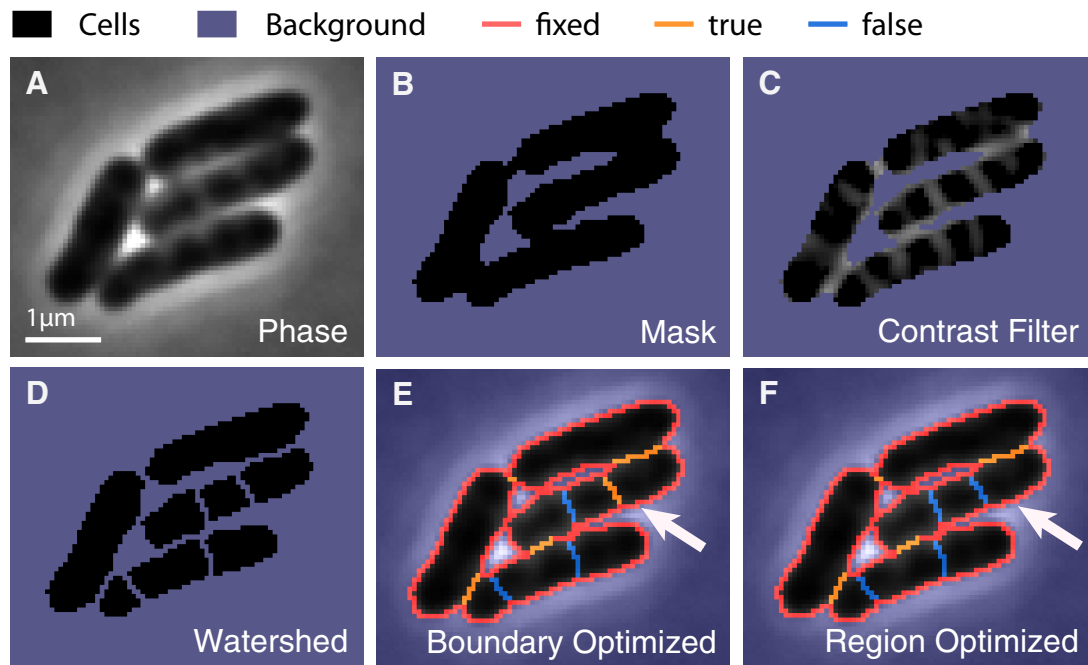 Cells Background fixed true false
A B C
1μm Phase Mask Contrast Filter
D E F
Watershed Boundary Optimized Region Optimized